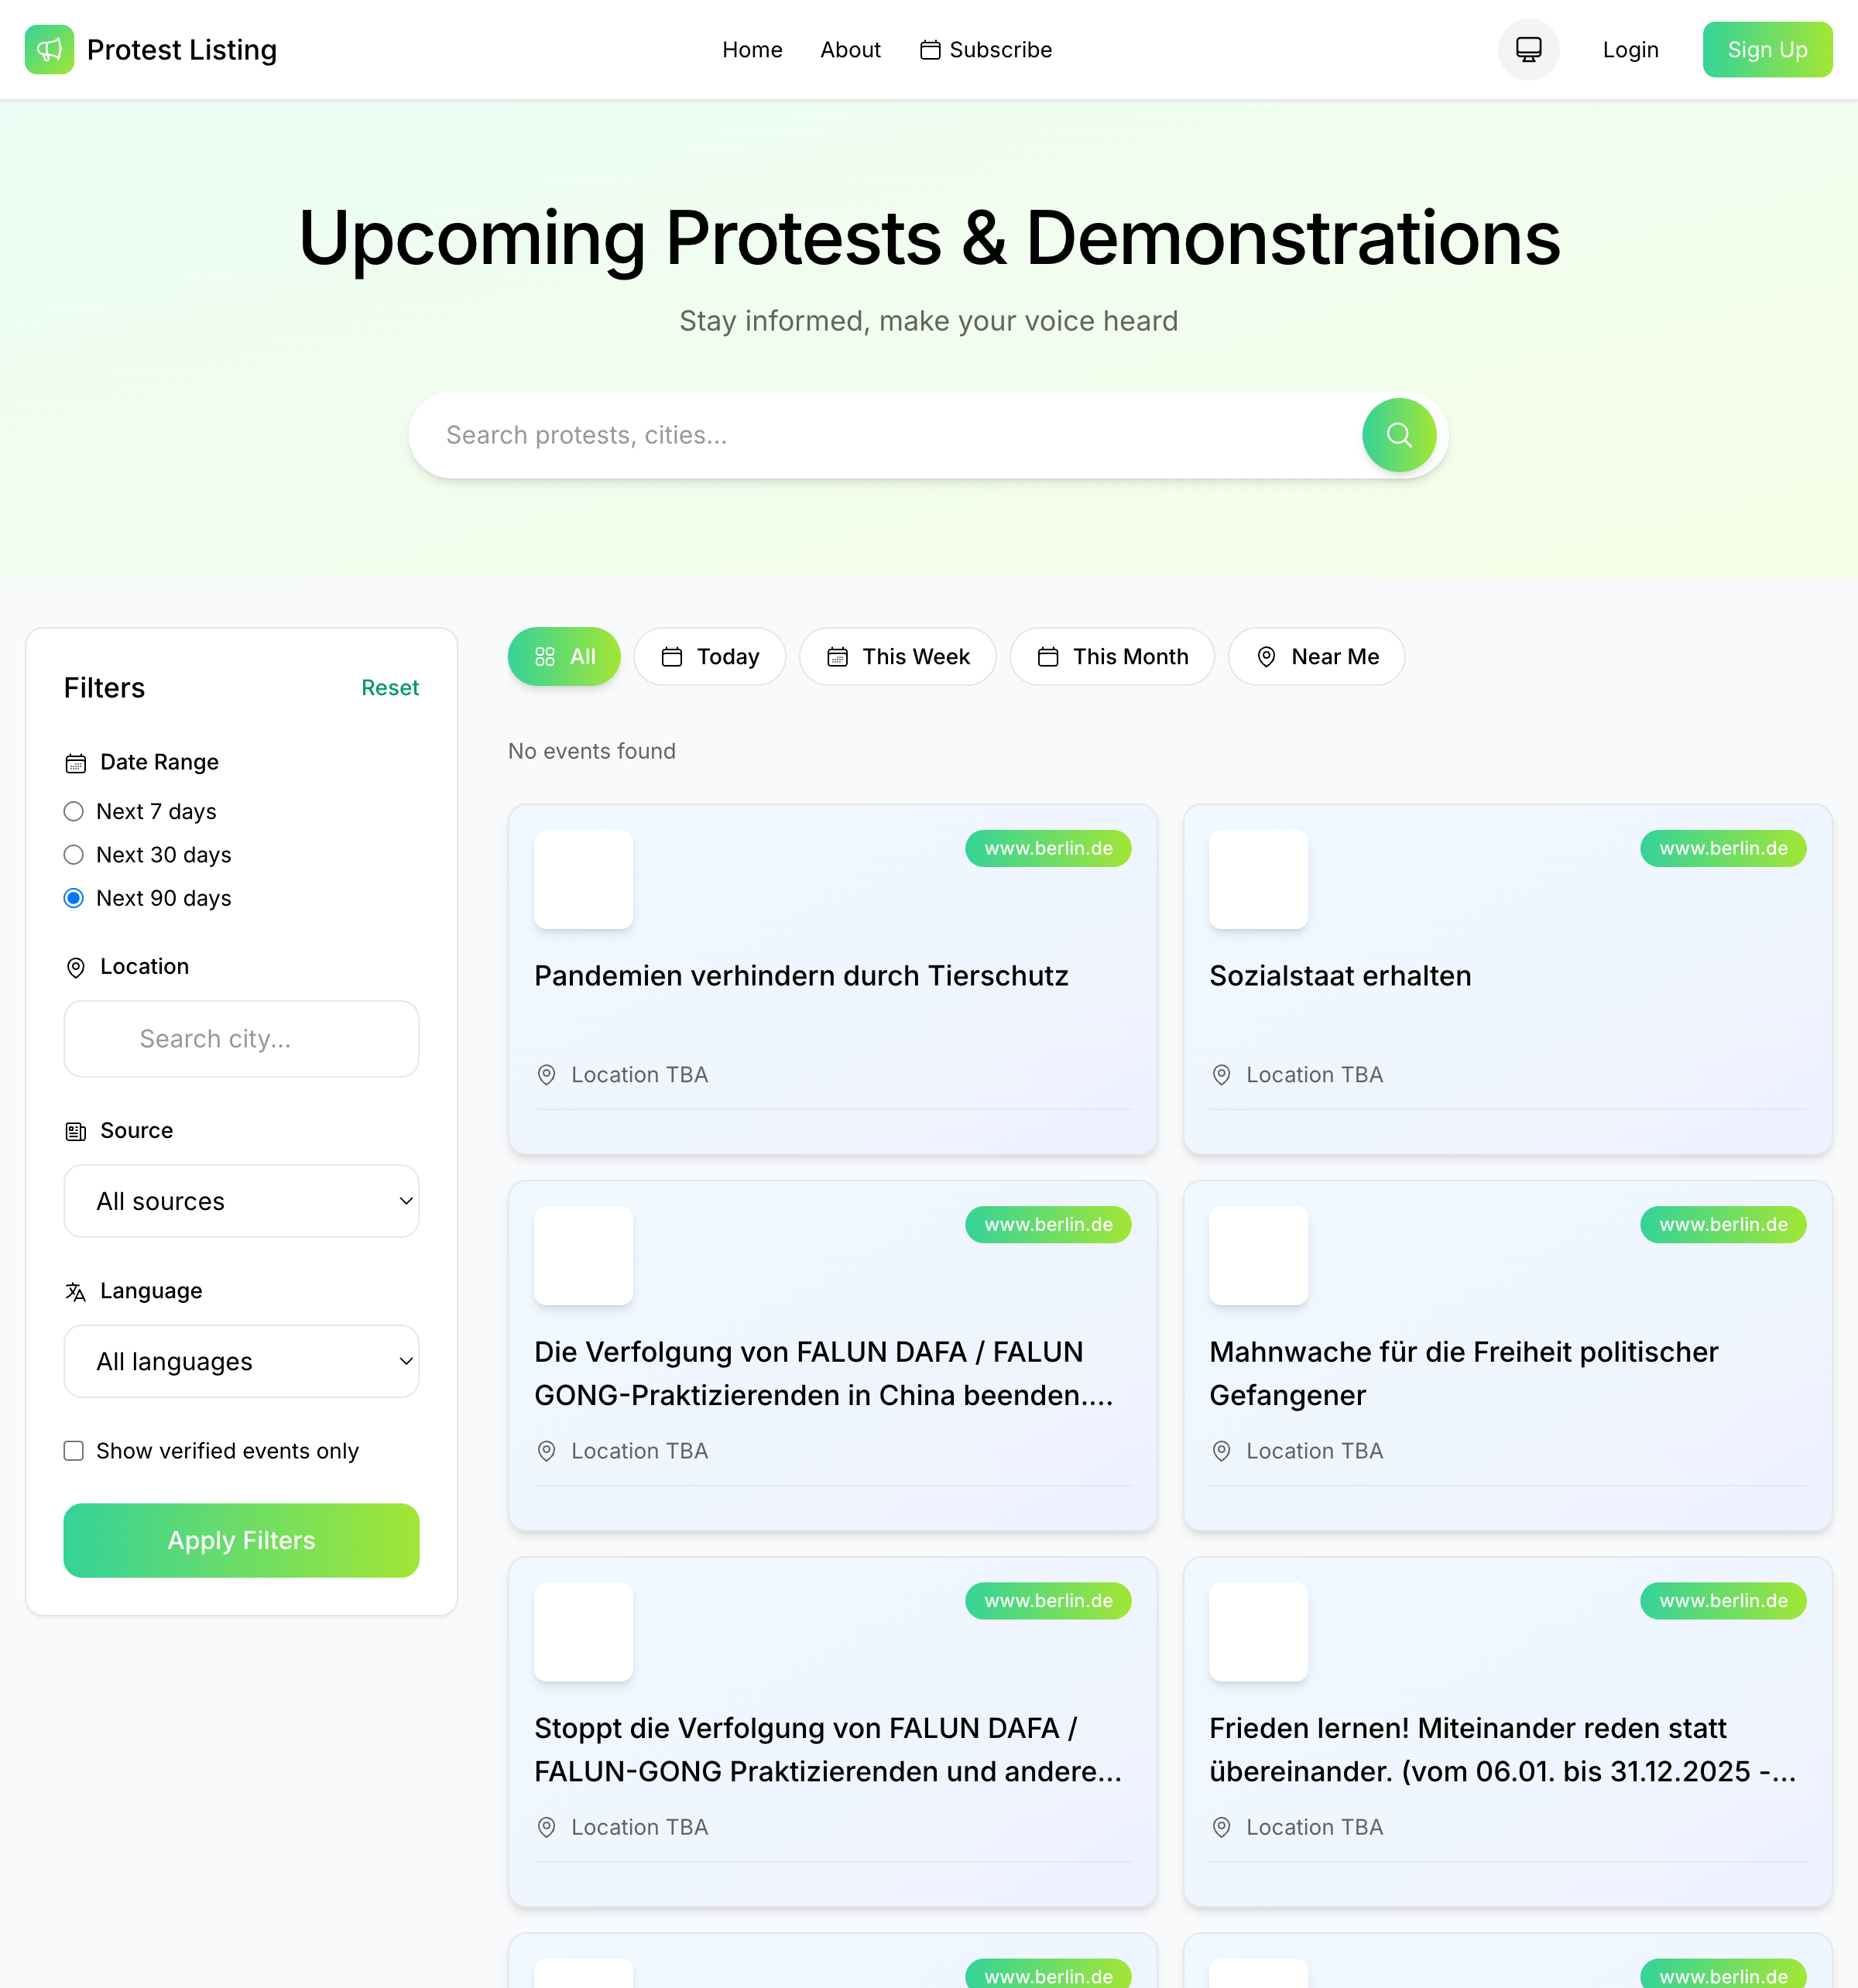 Protest Listing
Home
About
Subscribe
Login
Sign Up
Upcoming Protests & Demonstrations
Stay informed, make your voice heard
Search protests, cities...
Filters
Reset
Date Range
Next 7 days
Next 30 days
Next 90 days
Location
Search city...
Source
All sources
Language
All languages
Show verified events only
Apply Filters
All
Today
This Week
This Month
Near Me
No events found
www.berlin.de
Pandemien verhindern durch Tierschutz
Location TBA
www.berlin.de
Sozialstaat erhalten
Location TBA
www.berlin.de
Die Verfolgung von FALUN DAFA / FALUN
GONG-Praktizierenden in China beenden....
Location TBA
www.berlin.de
Mahnwache für die Freiheit politischer
Gefangener
Location TBA
www.berlin.de
Stoppt die Verfolgung von FALUN DAFA /
FALUN-GONG Praktizierenden und andere...
Location TBA
www.berlin.de
Frieden lernen! Miteinander reden statt
übereinander. (vom 06.01. bis 31.12.2025 -...
Location TBA
www.berlin.de
www.berlin.de